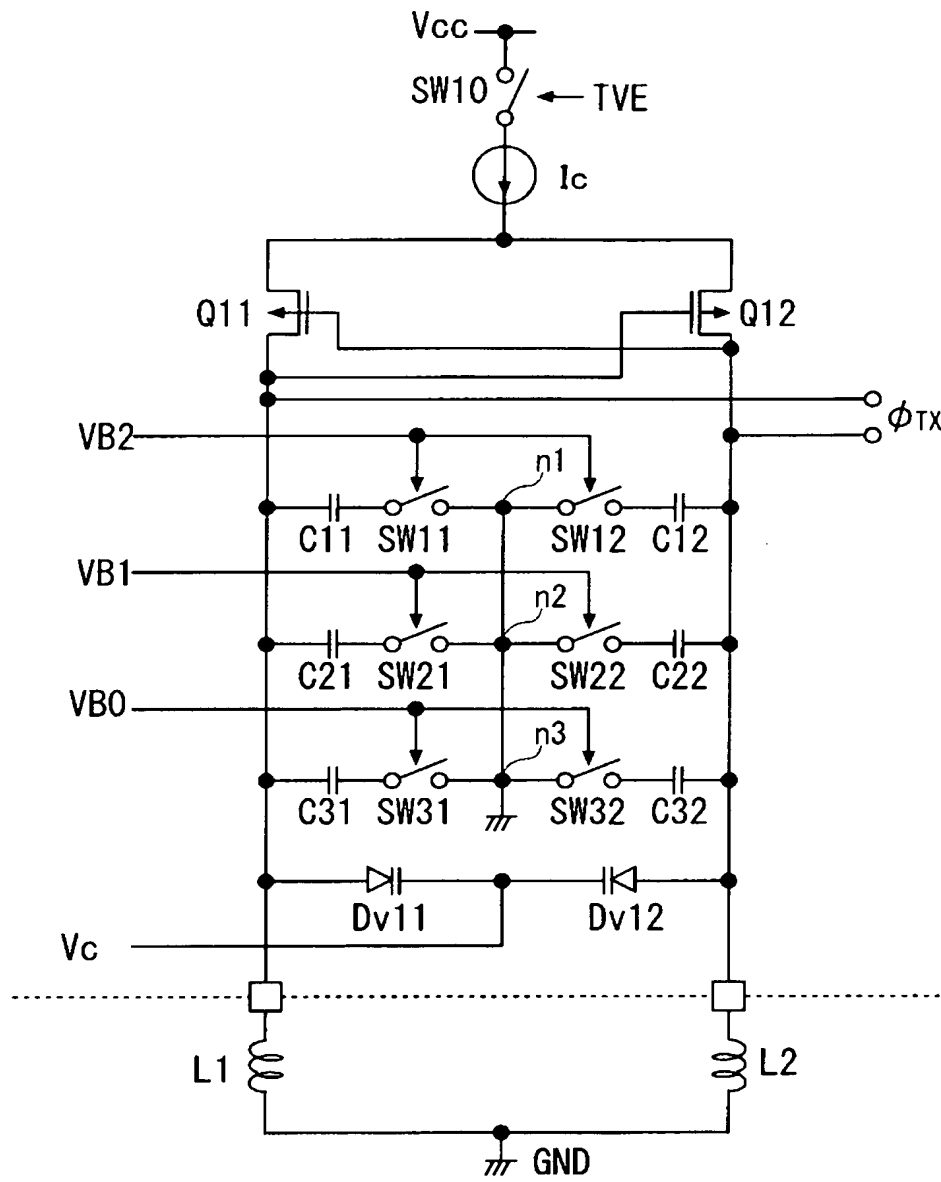 Vcc
SW10
TVE
Ic
Q11
Q12
φTX
VB2
n1
C11 SW11 SW12 C12
VB1
n2
C21 SW21 SW22 C22
VB0
n3
C31 SW31 SW32 C32
Dv11 Dv12
Vc
L1
L2
GND